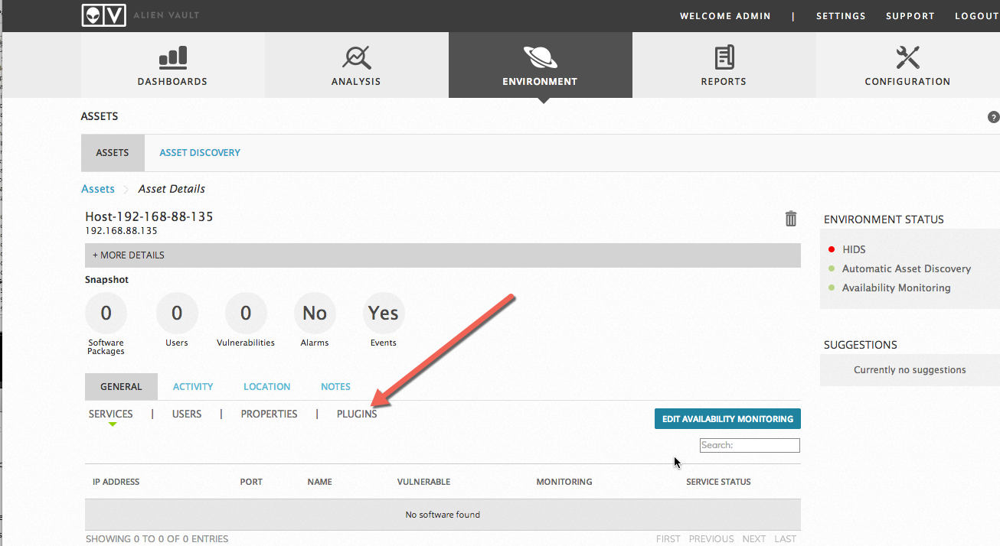 V ALIEN VAULT
WELCOME ADMIN | SETTINGS SUPPORT LOGOUT
DASHBOARDS ANALYSIS ENVIRONMENT REPORTS CONFIGURATION
ASSETS
?
ASSETS ASSET DISCOVERY
Assets Asset Details
Host-192-168-88-135
192.168.88.135
+ MORE DETAILS
Snapshot
0 0 0 No Yes
Software Packages Users Vulnerabilities Alarms Events
ENVIRONMENT STATUS
HIDS
Automatic Asset Discovery
Availability Monitoring
SUGGESTIONS
Currently no suggestions
GENERAL ACTIVITY LOCATION NOTES
SERVICES | USERS | PROPERTIES | PLUGINS
EDIT AVAILABILITY MONITORING
Search:
IP ADDRESS PORT NAME VULNERABLE MONITORING SERVICE STATUS
No software found
SHOWING 0 TO 0 OF 0 ENTRIES FIRST PREVIOUS NEXT LAST